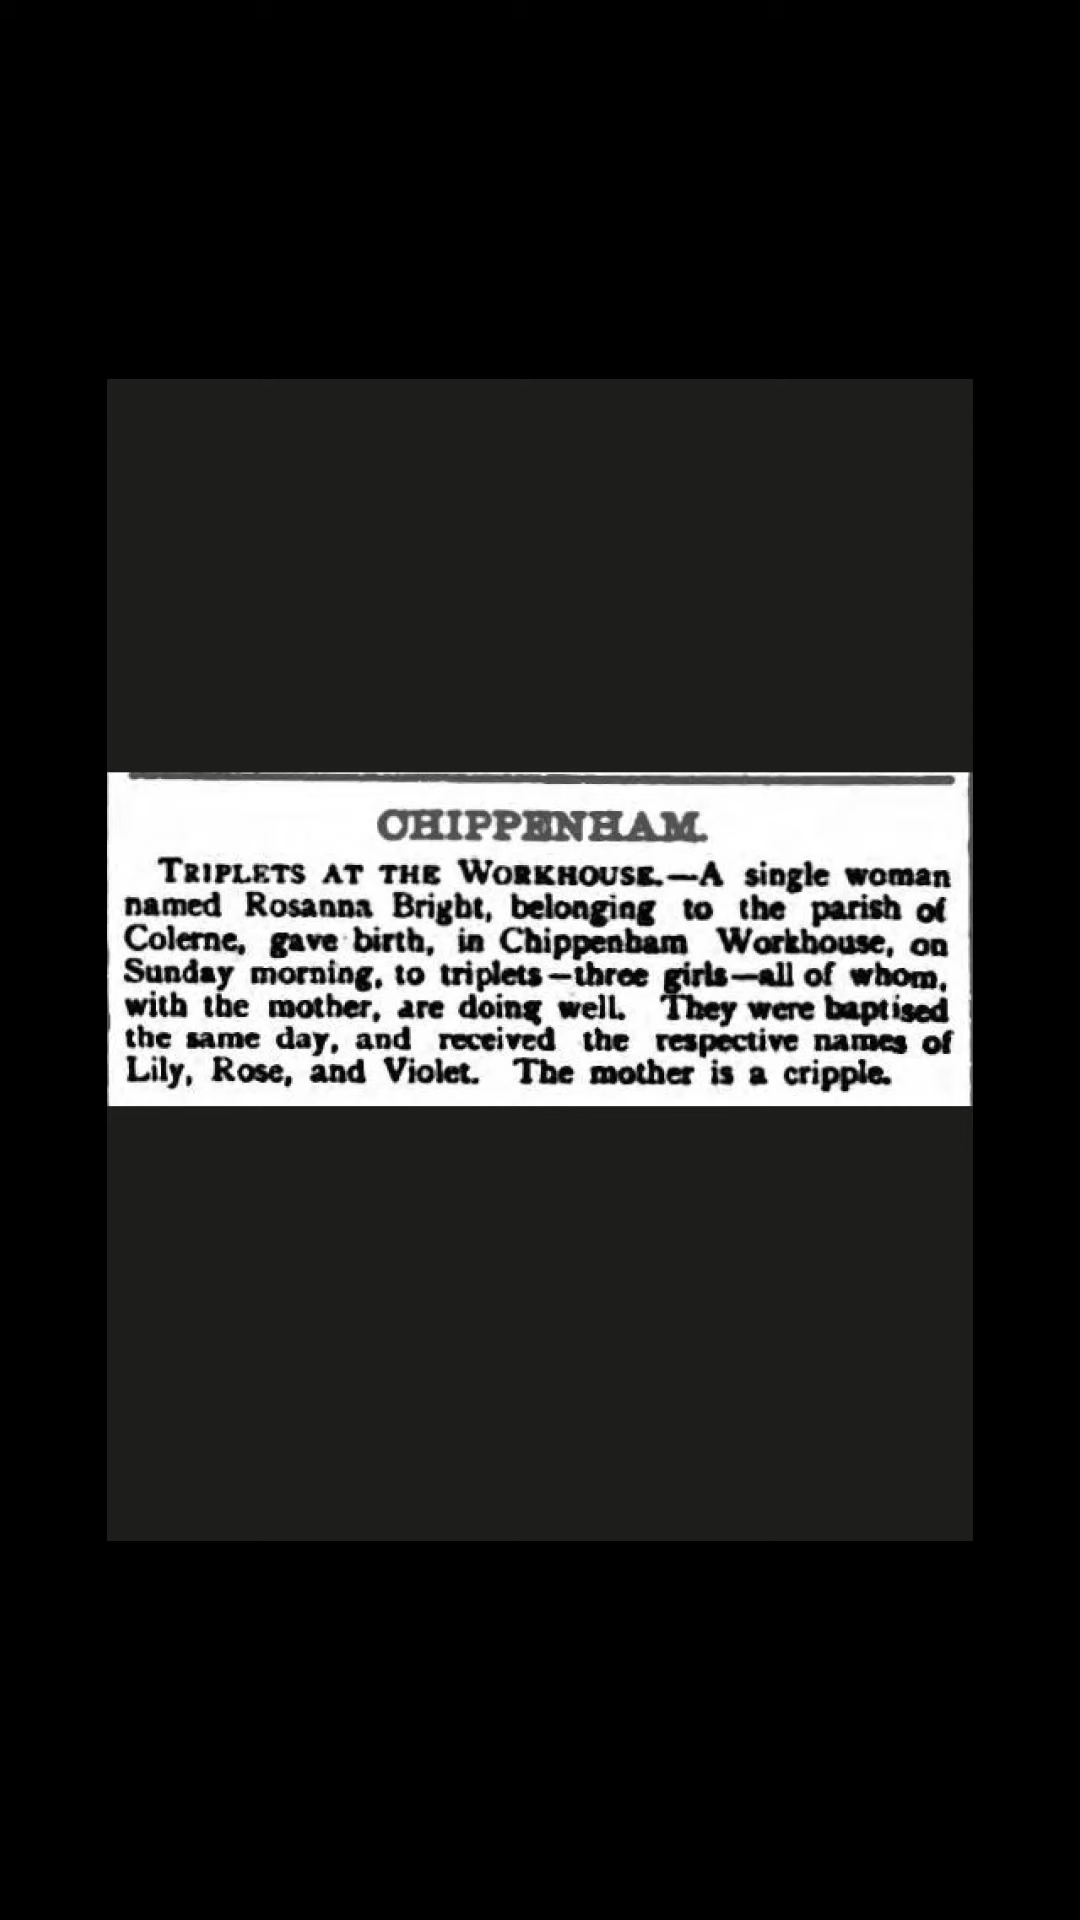 CHIPPENHAM.
TRIPLETS AT THE WORKHOUSE.—A single woman
named Rosanna Bright, belonging to the parish of
Colerne, gave birth, in Chippenham Workhouse, on
Sunday morning, to triplets—three girls—all of whom,
with the mother, are doing well. They were baptised
the same day, and received the respective names of
Lily, Rose, and Violet. The mother is a cripple.